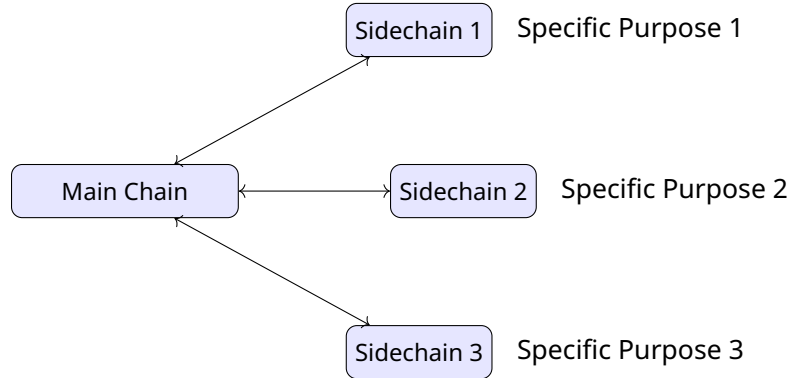 Sidechain 1 Specific Purpose 1
Main Chain Sidechain 2 Specific Purpose 2
Sidechain 3 Specific Purpose 3